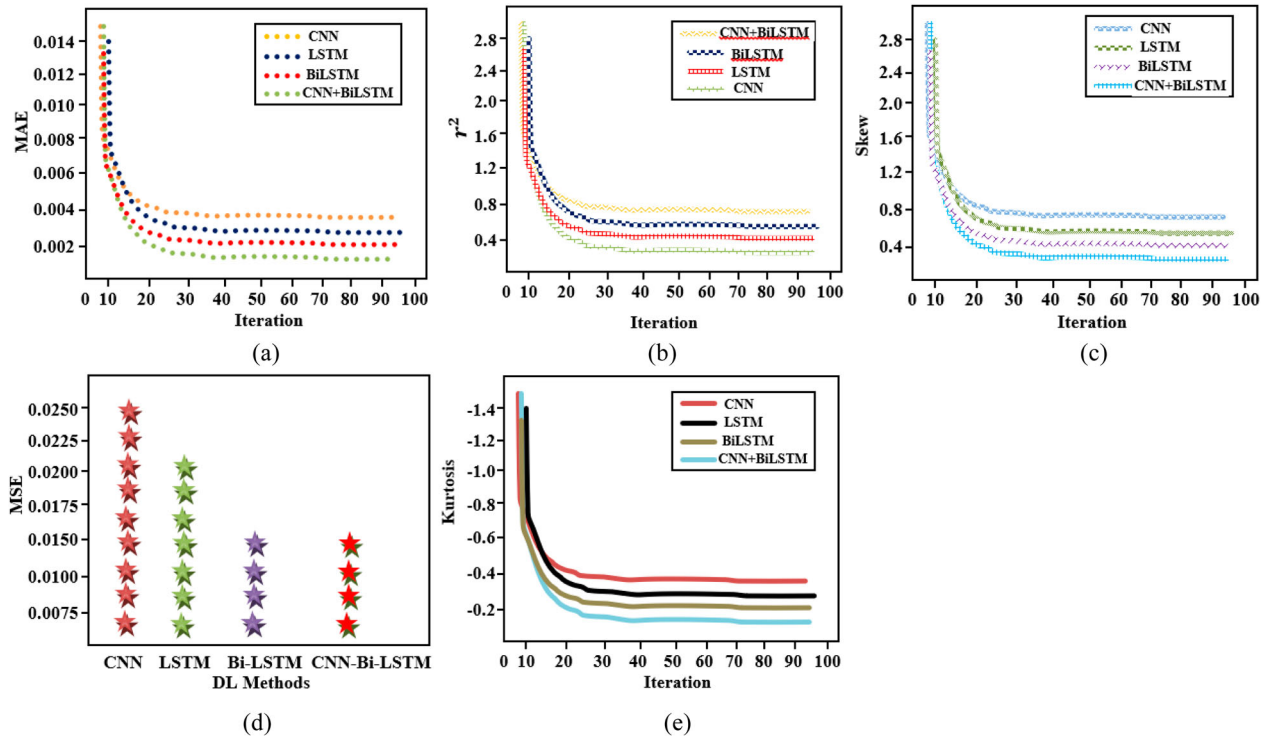 0.014
0.012
0.010
0.008
0.006
0.004
0.002
MAE
CNN
LSTM
BiLSTM
CNN+BiLSTM
0 10 20 30 40 50 60 70 80 90 100
Iteration
(a)
2.8
2.4
2.0
1.6
1.2
0.8
0.4
r²
CNN+BiLSTM
BiLSTM
LSTM
CNN
0 10 20 30 40 50 60 70 80 90 100
Iteration
(b)
2.8
2.4
2.0
1.6
1.2
0.8
0.4
Skew
CNN
LSTM
BiLSTM
CNN+BiLSTM
0 10 20 30 40 50 60 70 80 90 100
Iteration
(c)
0.0250
0.0225
0.0200
0.0175
0.0150
0.0100
0.0075
MSE
CNN LSTM Bi-LSTM CNN-Bi-LSTM
DL Methods
(d)
-1.4
-1.2
-1.0
-0.8
-0.6
-0.4
-0.2
Kurtosis
CNN
LSTM
BiLSTM
CNN+BiLSTM
0 10 20 30 40 50 60 70 80 90 100
Iteration
(e)